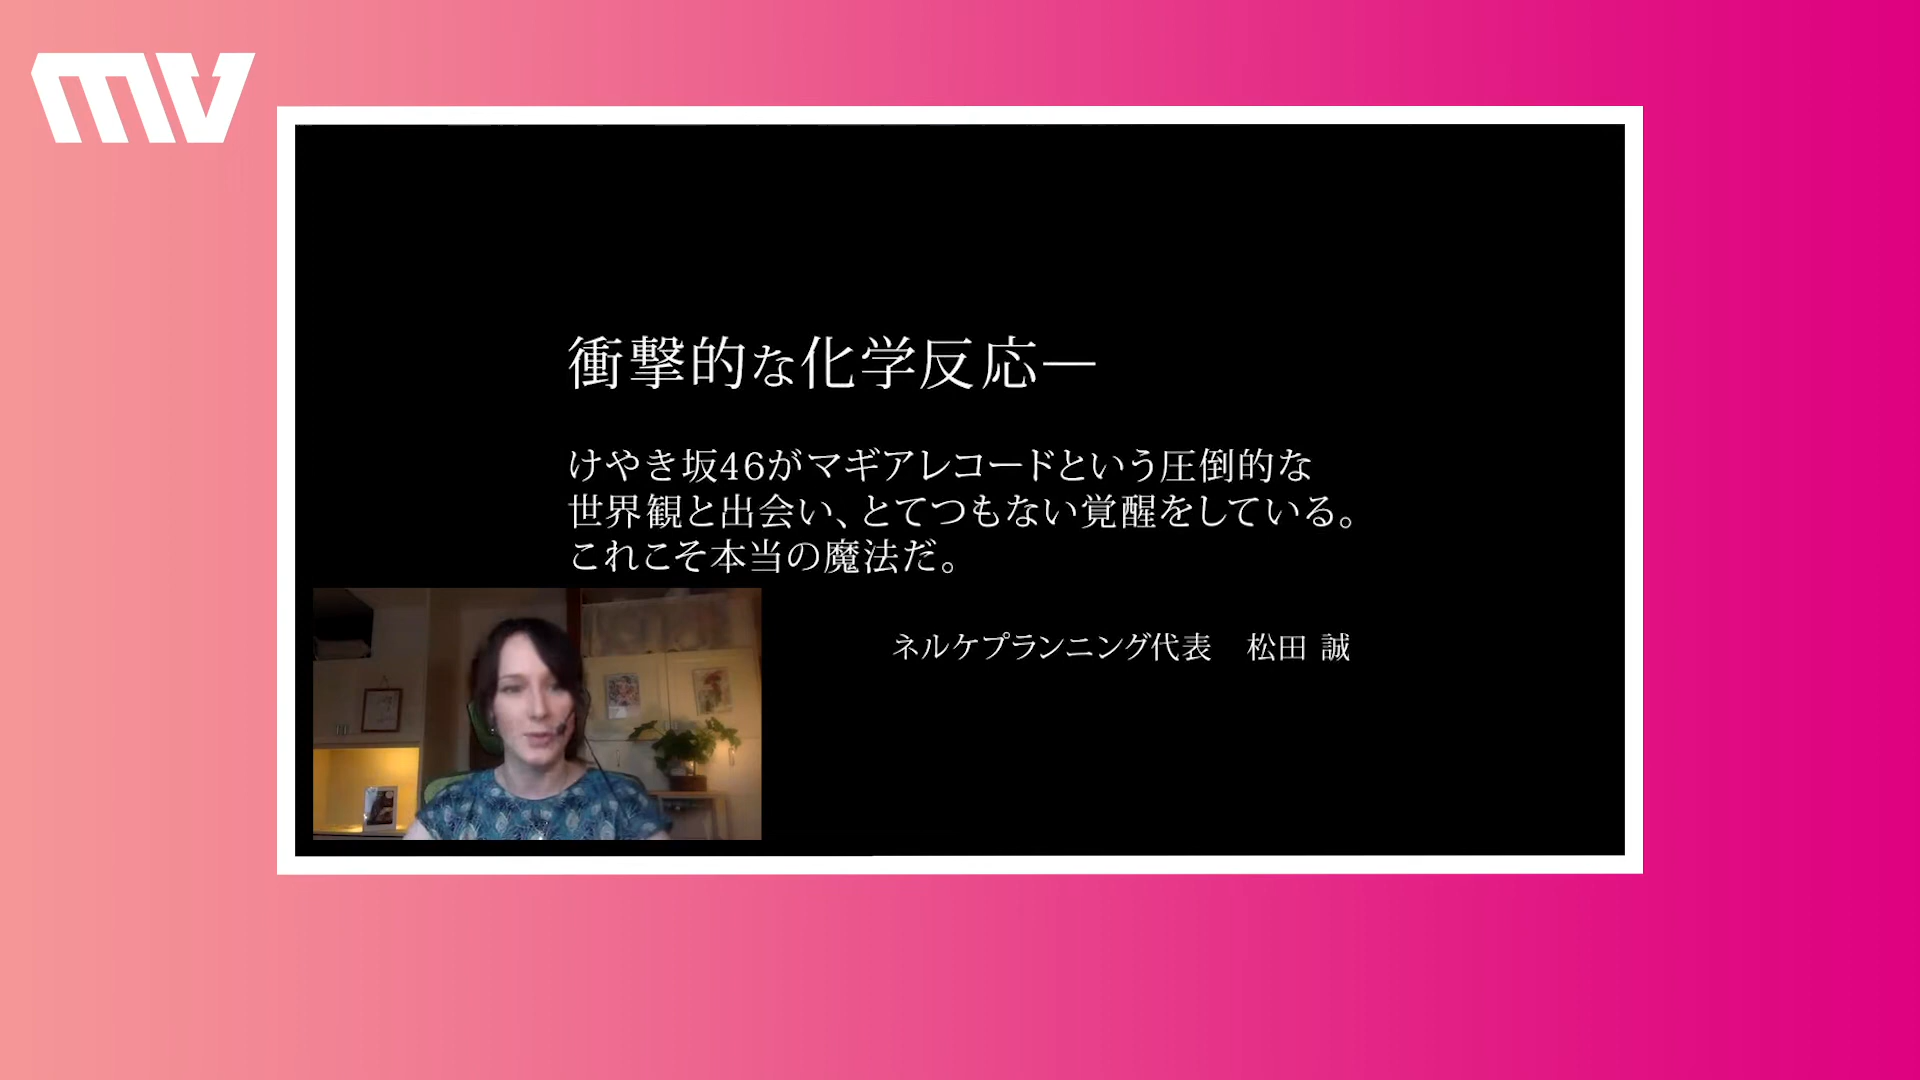 MV
衝撃的な化学反応―
けやき坂46がマギアレコードという圧倒的な
世界観と出会い、とてつもない覚醒をしている。
これこそ本当の魔法だ。
ネルケプランニング代表　松田 誠